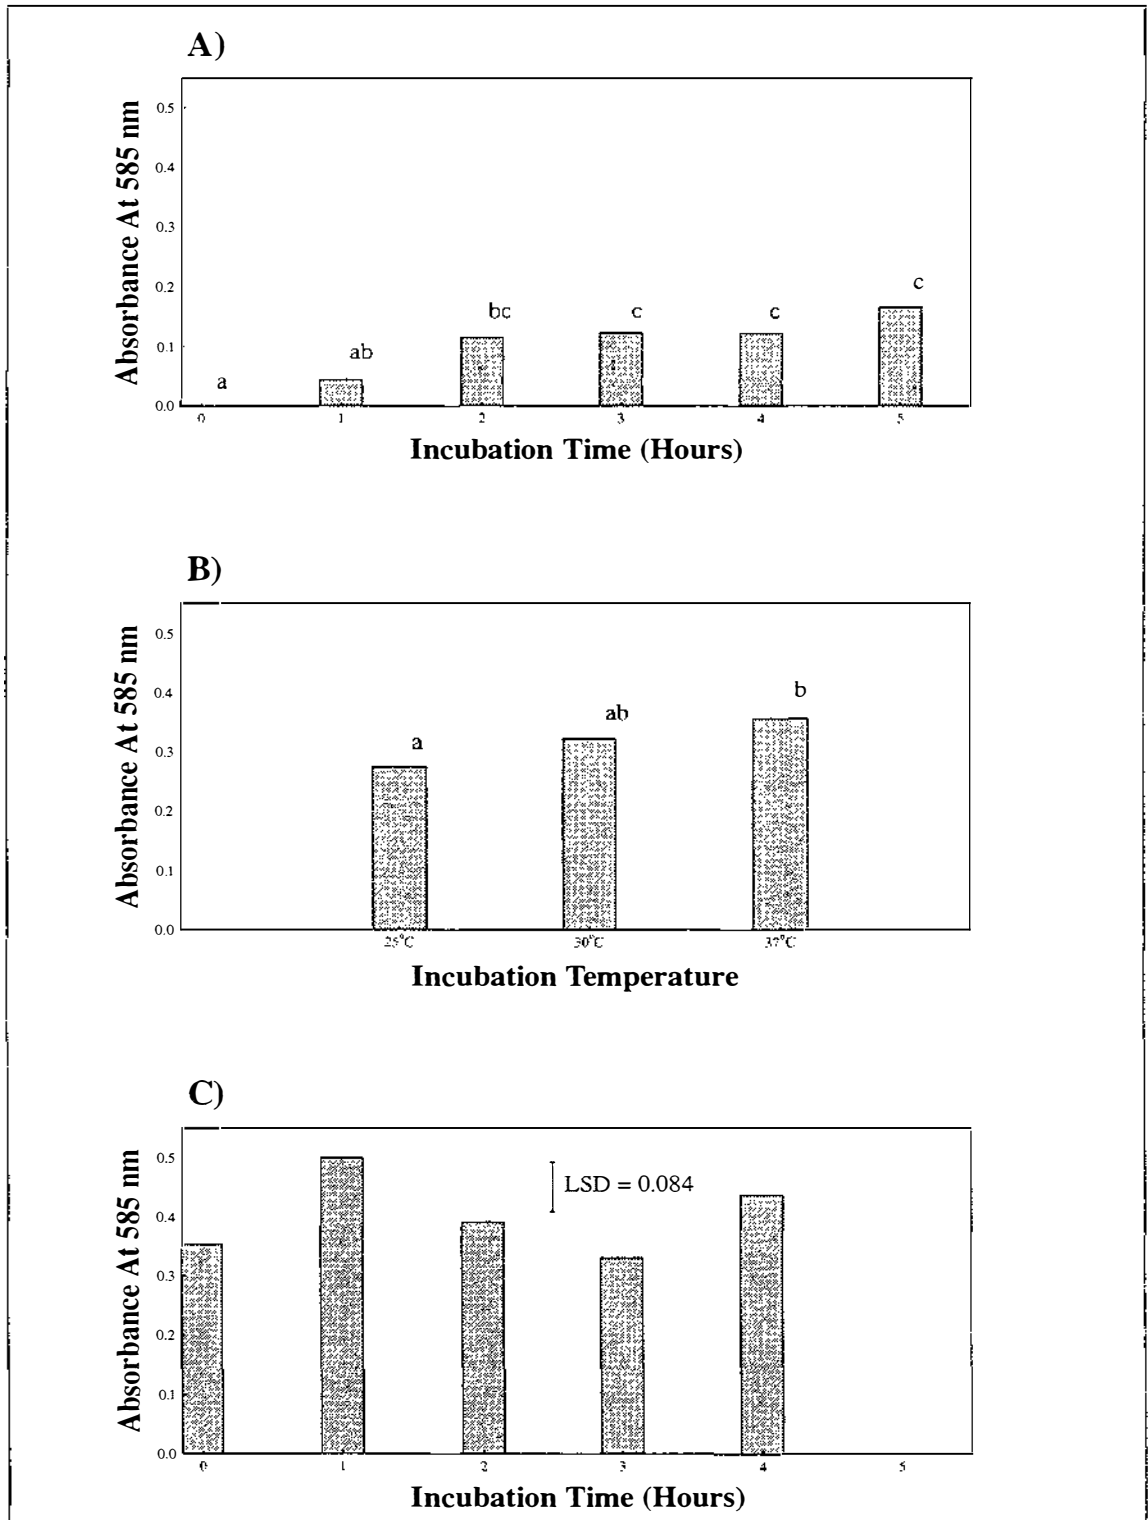 A)
Absorbance At 585 nm
0.5
0.4
0.3
0.2
0.1
0.0
a
ab
bc
c
c
c
0 1 2 3 4 5
Incubation Time (Hours)
B)
Absorbance At 585 nm
0.5
0.4
0.3
0.2
0.1
0.0
a
ab
b
25°C 30°C 37°C
Incubation Temperature
C)
Absorbance At 585 nm
0.5
0.4
0.3
0.2
0.1
0.0
LSD = 0.084
0 1 2 3 4 5
Incubation Time (Hours)